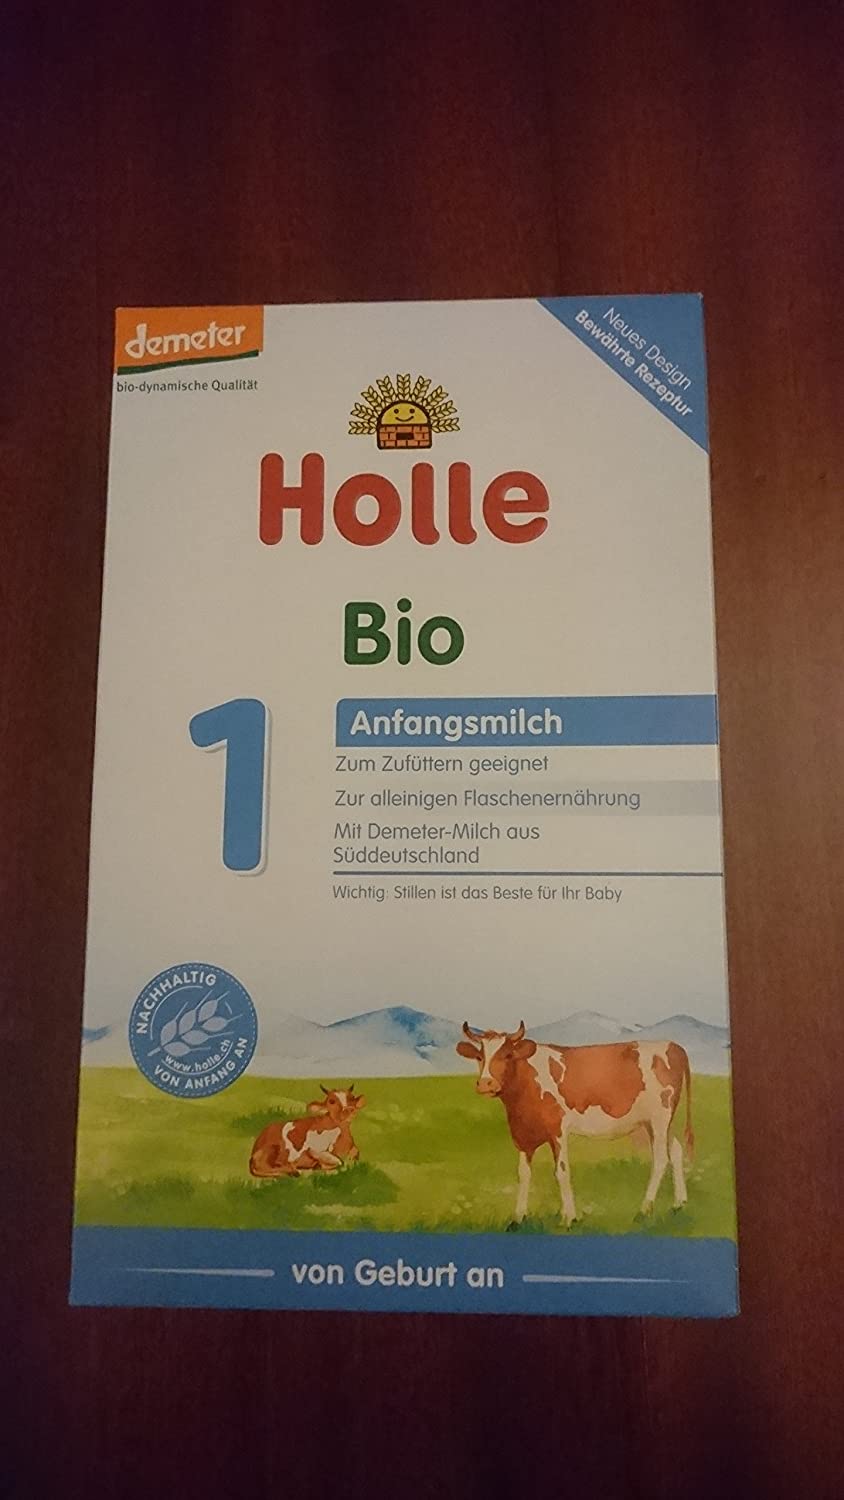 demeter
bio-dynamische Qualität
Neues Design
Bewährte Rezeptur
Holle
Bio
1
Anfangsmilch
Zum Zufüttern geeignet
Zur alleinigen Flaschenernährung
Mit Demeter-Milch aus
Süddeutschland
Wichtig: Stillen ist das Beste für Ihr Baby
NACHHALTIG
www.holle.ch
VON ANFANG AN
von Geburt an